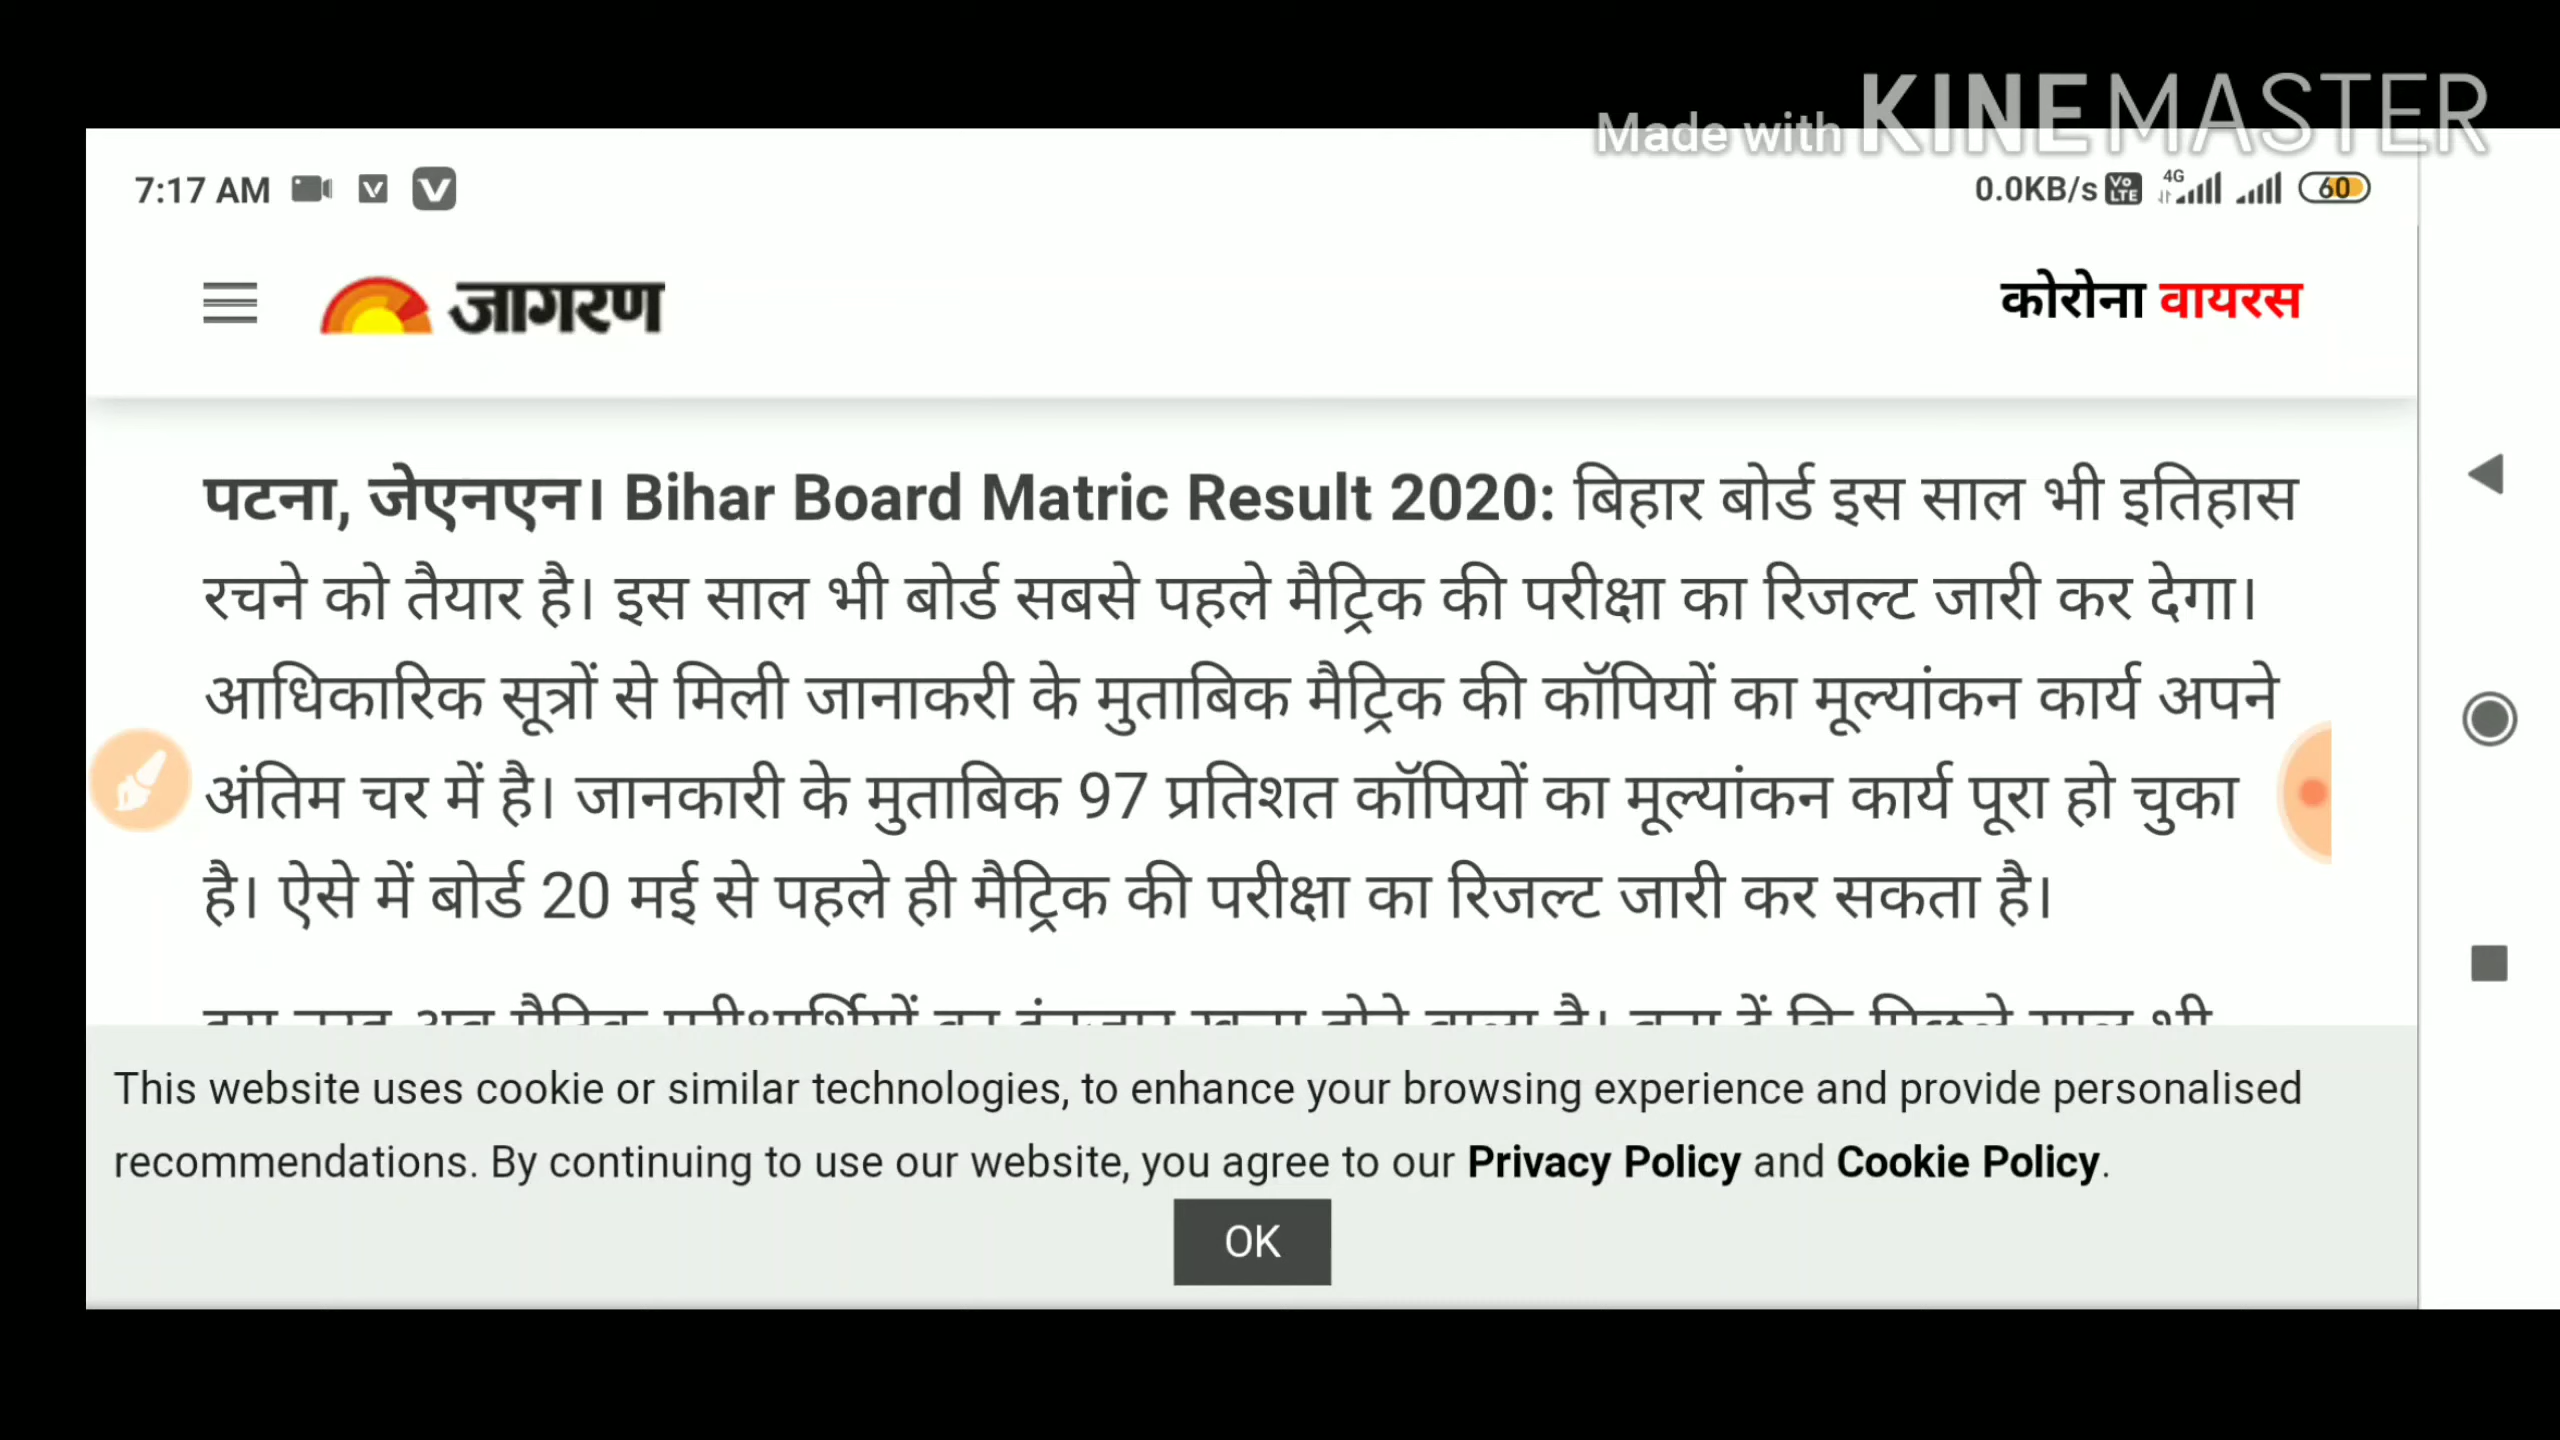 Made with KINEMASTER
7:17 AM
0.0KB/s Vo LTE 4G 60
जागरण
कोरोना वायरस
पटना, जेएनएन। Bihar Board Matric Result 2020: बिहार बोर्ड इस साल भी इतिहास
रचने को तैयार है। इस साल भी बोर्ड सबसे पहले मैट्रिक की परीक्षा का रिजल्ट जारी कर देगा।
आधिकारिक सूत्रों से मिली जानाकरी के मुताबिक मैट्रिक की कॉपियों का मूल्यांकन कार्य अपने
अंतिम चर में है। जानकारी के मुताबिक 97 प्रतिशत कॉपियों का मूल्यांकन कार्य पूरा हो चुका
है। ऐसे में बोर्ड 20 मई से पहले ही मैट्रिक की परीक्षा का रिजल्ट जारी कर सकता है।
This website uses cookie or similar technologies, to enhance your browsing experience and provide personalised
recommendations. By continuing to use our website, you agree to our Privacy Policy and Cookie Policy.
OK